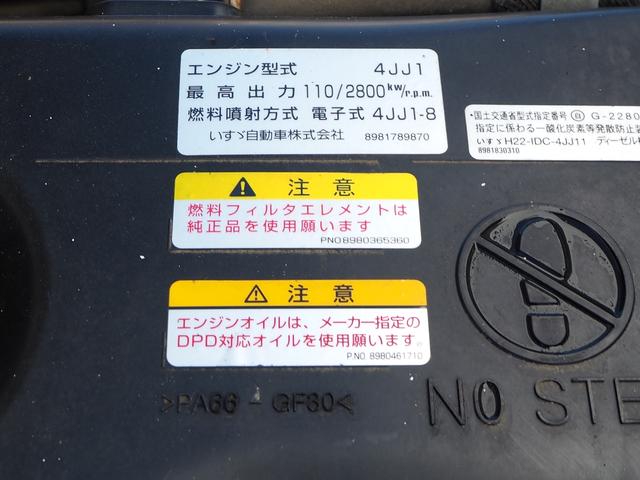 エンジン型式 4JJ1
最高出力 110/2800kw/r.p.m.
燃料噴射方式 電子式 4JJ1-8
いすゞ自動車株式会社 8981789870
国土交通省型式指定番号 自 G-2280
指定に係わる一酸化炭素等発散防止装
いすゞH22-IDC-4JJ11 ディーゼル
8981830310
注意
燃料フィルタエレメントは
純正品を使用願います
PNO8980365360
注意
エンジンオイルは、メーカー指定の
DPD対応オイルを使用願います.
P.NO. 8980461710
>PA66-GF30<
NO STE